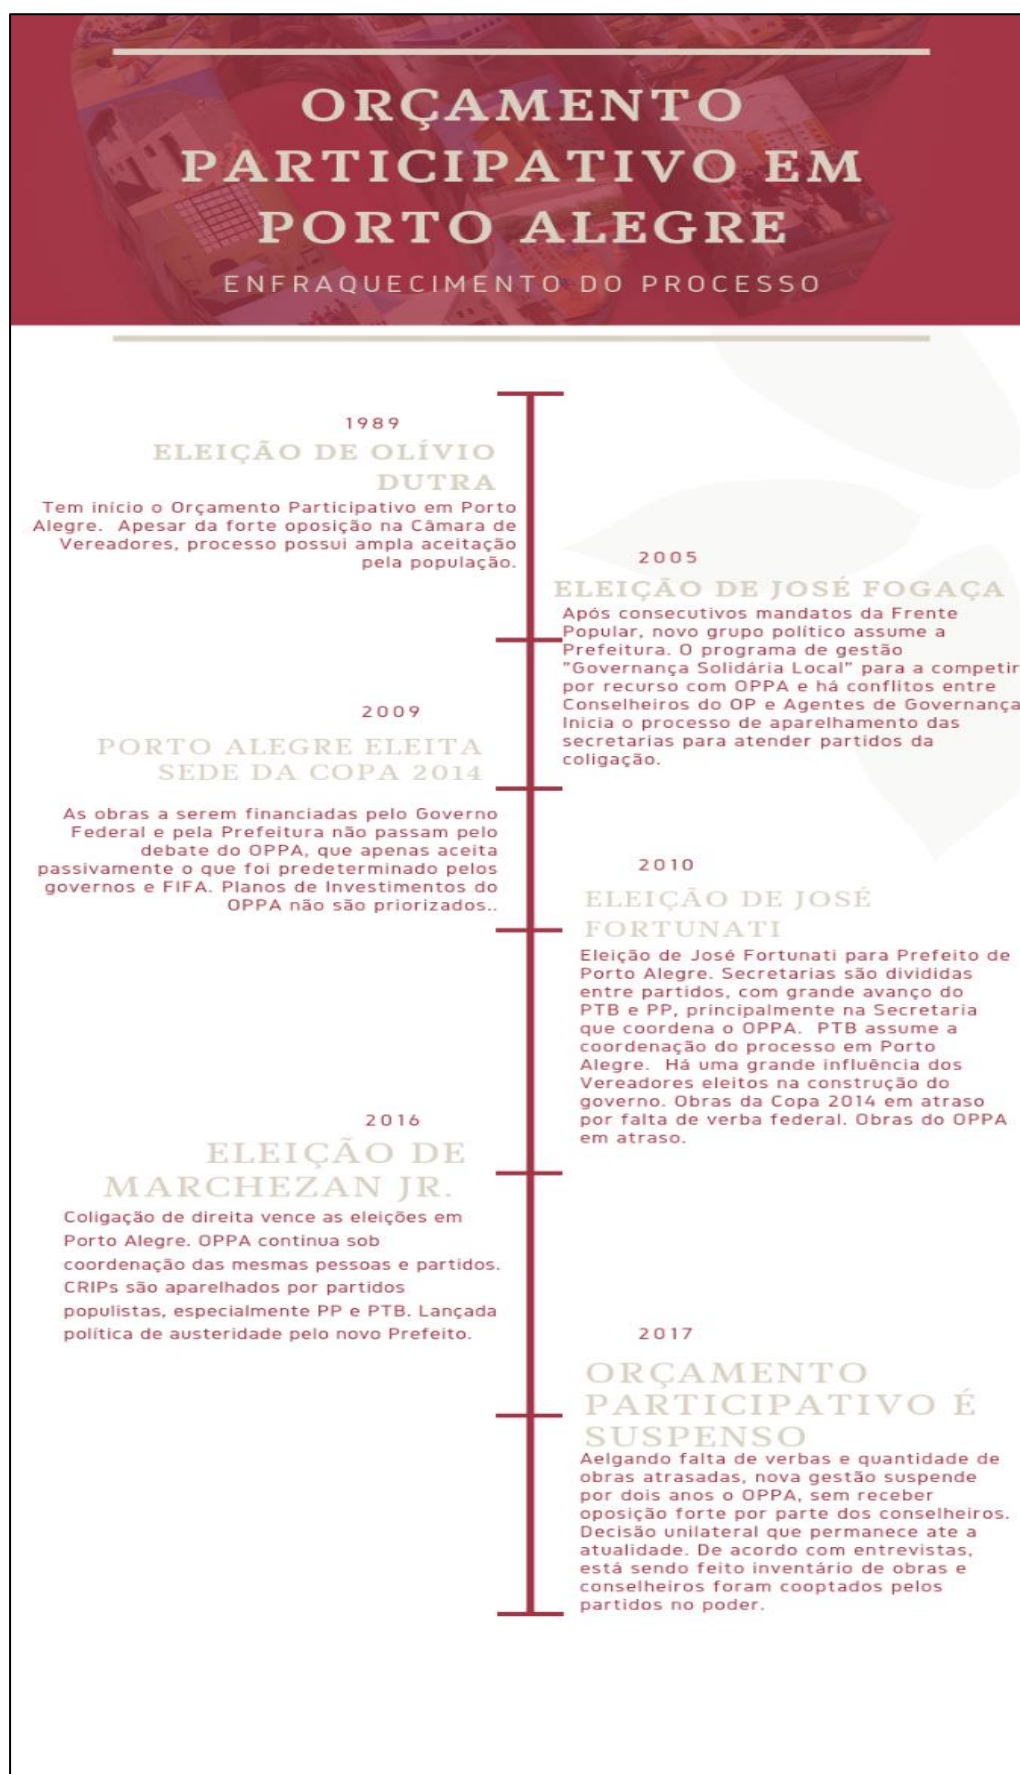 ORÇAMENTO
PARTICIPATIVO EM
PORTO ALEGRE
ENFRAQUECIMENTO DO PROCESSO
1989
ELEIÇÃO DE OLÍVIO
DUTRA
Tem início o Orçamento Participativo em Porto
Alegre. Apesar da forte oposição na Câmara de
Vereadores, processo possui ampla aceitação
pela população.
2005
ELEIÇÃO DE JOSÉ FOGAÇA
Após consecutivos mandatos da Frente
Popular, novo grupo político assume a
Prefeitura. O programa de gestão
"Governança Solidária Local" para a competir
por recurso com OPPA e há conflitos entre
Conselheiros do OP e Agentes de Governança
Inicia o processo de aparelhamento das
secretarias para atender partidos da
coligação.
2009
PORTO ALEGRE ELEITA
SEDE DA COPA 2014
As obras a serem financiadas pelo Governo
Federal e pela Prefeitura não passam pelo
debate do OPPA, que apenas aceita
passivamente o que foi predeterminado pelos
governos e FIFA. Planos de Investimentos do
OPPA não são priorizados..
2010
ELEIÇÃO DE JOSÉ
FORTUNATI
Eleição de José Fortunati para Prefeito de
Porto Alegre. Secretarias são divididas
entre partidos, com grande avanço do
PTB e PP, principalmente na Secretaria
que coordena o OPPA. PTB assume a
coordenação do processo em Porto
Alegre. Há uma grande influência dos
Vereadores eleitos na construção do
governo. Obras da Copa 2014 em atraso
por falta de verba federal. Obras do OPPA
em atraso.
2016
ELEIÇÃO DE
MARCHEZAN JR.
Coligação de direita vence as eleições em
Porto Alegre. OPPA continua sob
coordenação das mesmas pessoas e partidos.
CRIPs são aparelhados por partidos
populistas, especialmente PP e PTB. Lançada
política de austeridade pelo novo Prefeito.
2017
ORÇAMENTO
PARTICIPATIVO É
SUSPENSO
Aelgando falta de verbas e quantidade de
obras atrasadas, nova gestão suspende
por dois anos o OPPA, sem receber
oposição forte por parte dos conselheiros.
Decisão unilateral que permanece ate a
atualidade. De acordo com entrevistas,
está sendo feito inventário de obras e
conselheiros foram cooptados pelos
partidos no poder.